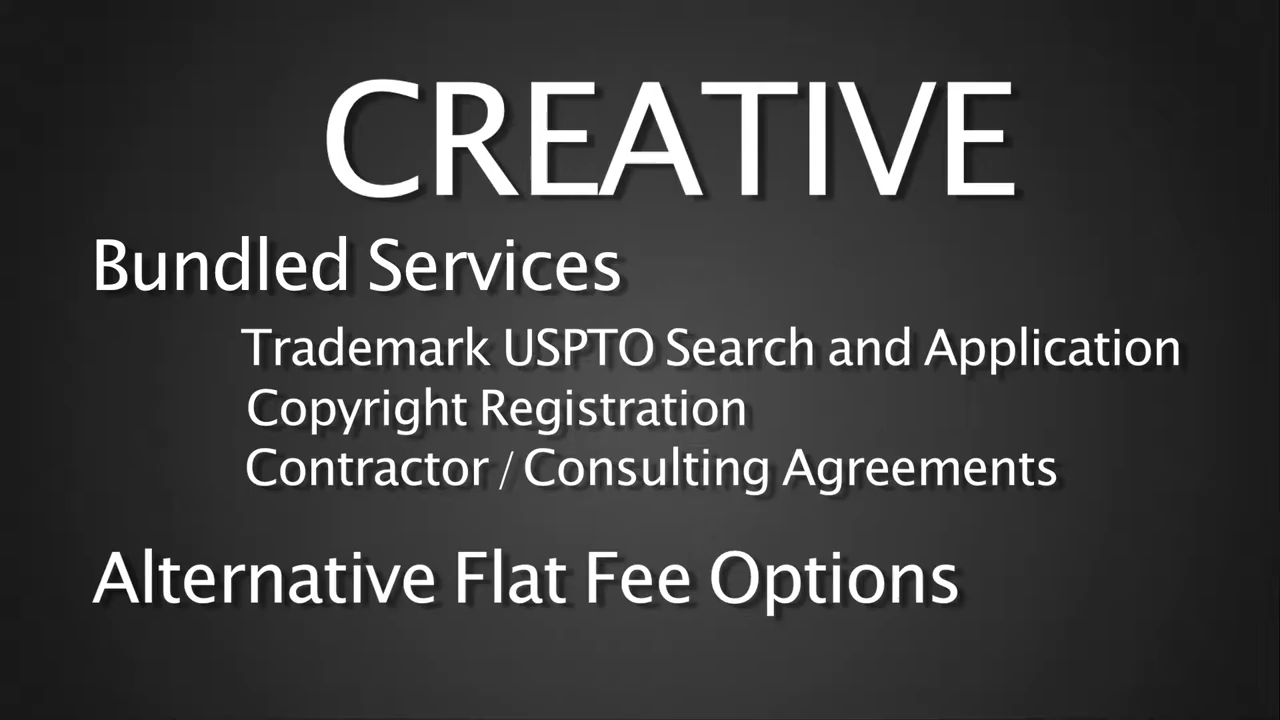 CREATIVE
Bundled Services
Trademark USPTO Search and Application
Copyright Registration
Contractor / Consulting Agreements
Alternative Flat Fee Options